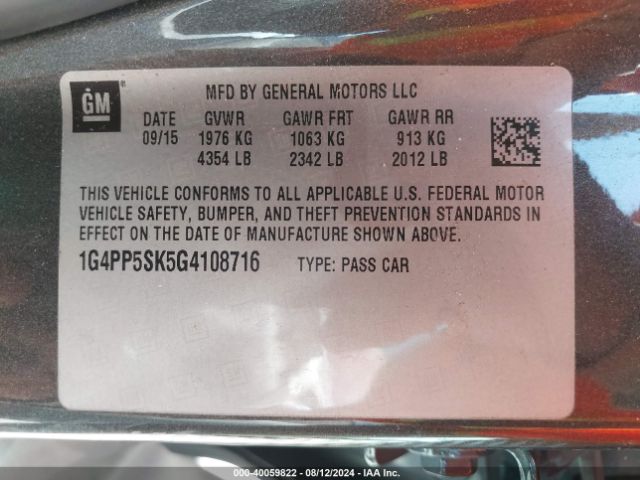 GM
MFD BY GENERAL MOTORS LLC
DATE GVWR GAWR FRT GAWR RR
09/15 1976 KG 1063 KG 913 KG
4354 LB 2342 LB 2012 LB
THIS VEHICLE CONFORMS TO ALL APPLICABLE U.S. FEDERAL MOTOR
VEHICLE SAFETY, BUMPER, AND THEFT PREVENTION STANDARDS IN
EFFECT ON THE DATE OF MANUFACTURE SHOWN ABOVE.
1G4PP5SK5G4108716 TYPE: PASS CAR
000-40059822 - 08/12/2024 - IAA Inc.